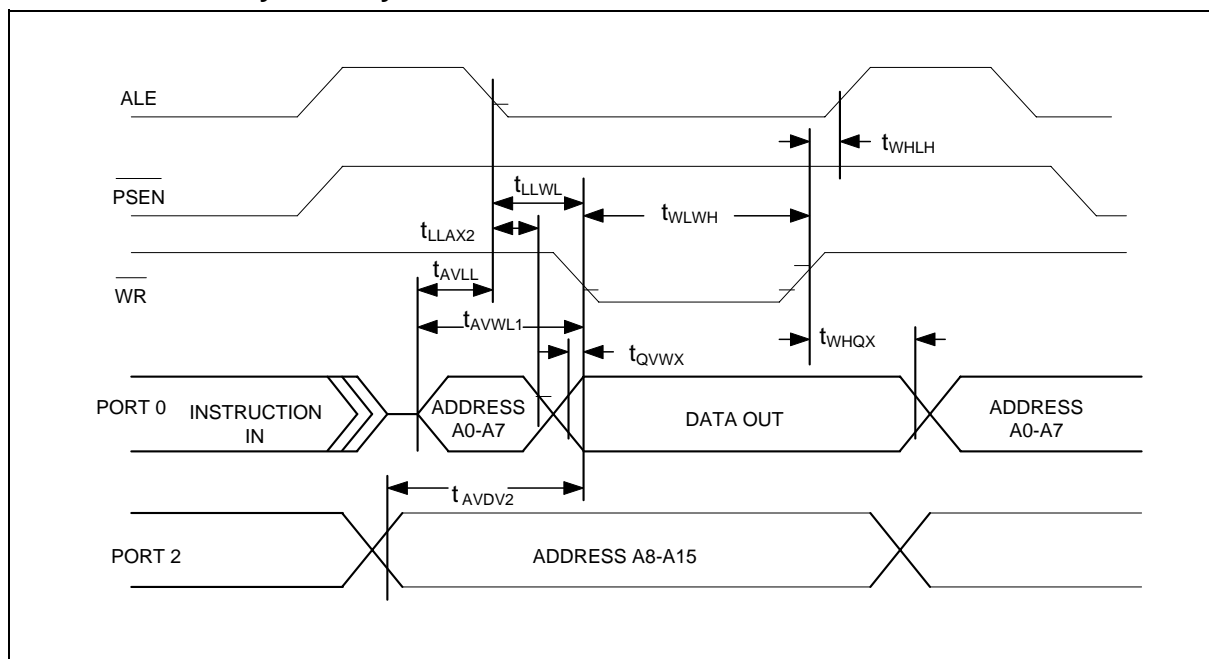 ALE
tWHLH
PSEN
tLLWL
tWLWH
tLLAX2
tAVLL
WR
tAVWL1
tWHQX
tQVWX
PORT 0
INSTRUCTION
IN
ADDRESS
A0-A7
DATA OUT
ADDRESS
A0-A7
tAVDV2
PORT 2
ADDRESS A8-A15